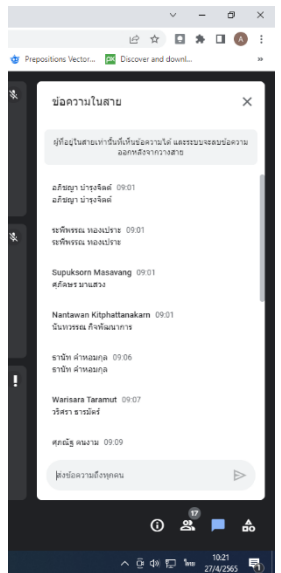 Prepositions Vector...
Discover and downl...
ข้อความในสาย
ผู้ที่อยู่ในสายเท่านั้นที่เห็นข้อความได้ และระบบจะลบข้อความ
ออกหลังจากวางสาย
อภิชญา บำรุงจิตต์ 09:01
อภิชญา บำรุงจิตต์
ระพีพรรณ ทองเปราะ 09:01
ระพีพรรณ ทองเปราะ
Supuksorn Masavang 09:01
ศุภัคษร มาแสวง
Nantawan Kitphattanakarn 09:01
นันทวรรณ กิจพัฒนาการ
ธานัท คำหอมกุล 09:06
ธานัท คำหอมกุล
Warisara Taramut 09:07
วริศรา ธารมัตร์
ศุภณัฐ คนงาม 09:09
ส่งข้อความถึงทุกคน
17
ไทย
10:21
27/4/2565